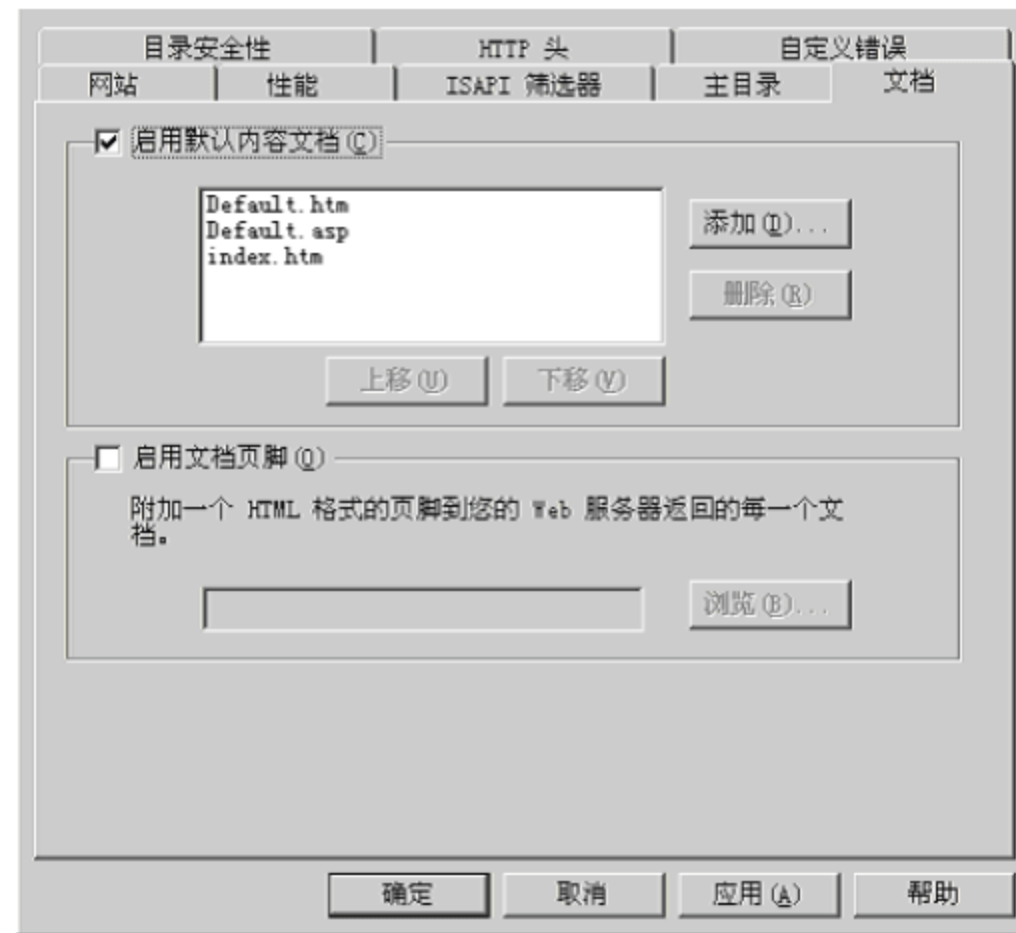 目录安全性 HTTP 头 自定义错误
网站 性能 ISAPI 筛选器 主目录 文档
启用默认内容文档(C)
Default.htm
Default.asp
index.htm
添加(D)...
删除(R)
上移(U) 下移(V)
启用文档页脚(O)
附加一个 HTML 格式的页脚到您的 Web 服务器返回的每一个文
档。
浏览(B)...
确定 取消 应用(A) 帮助